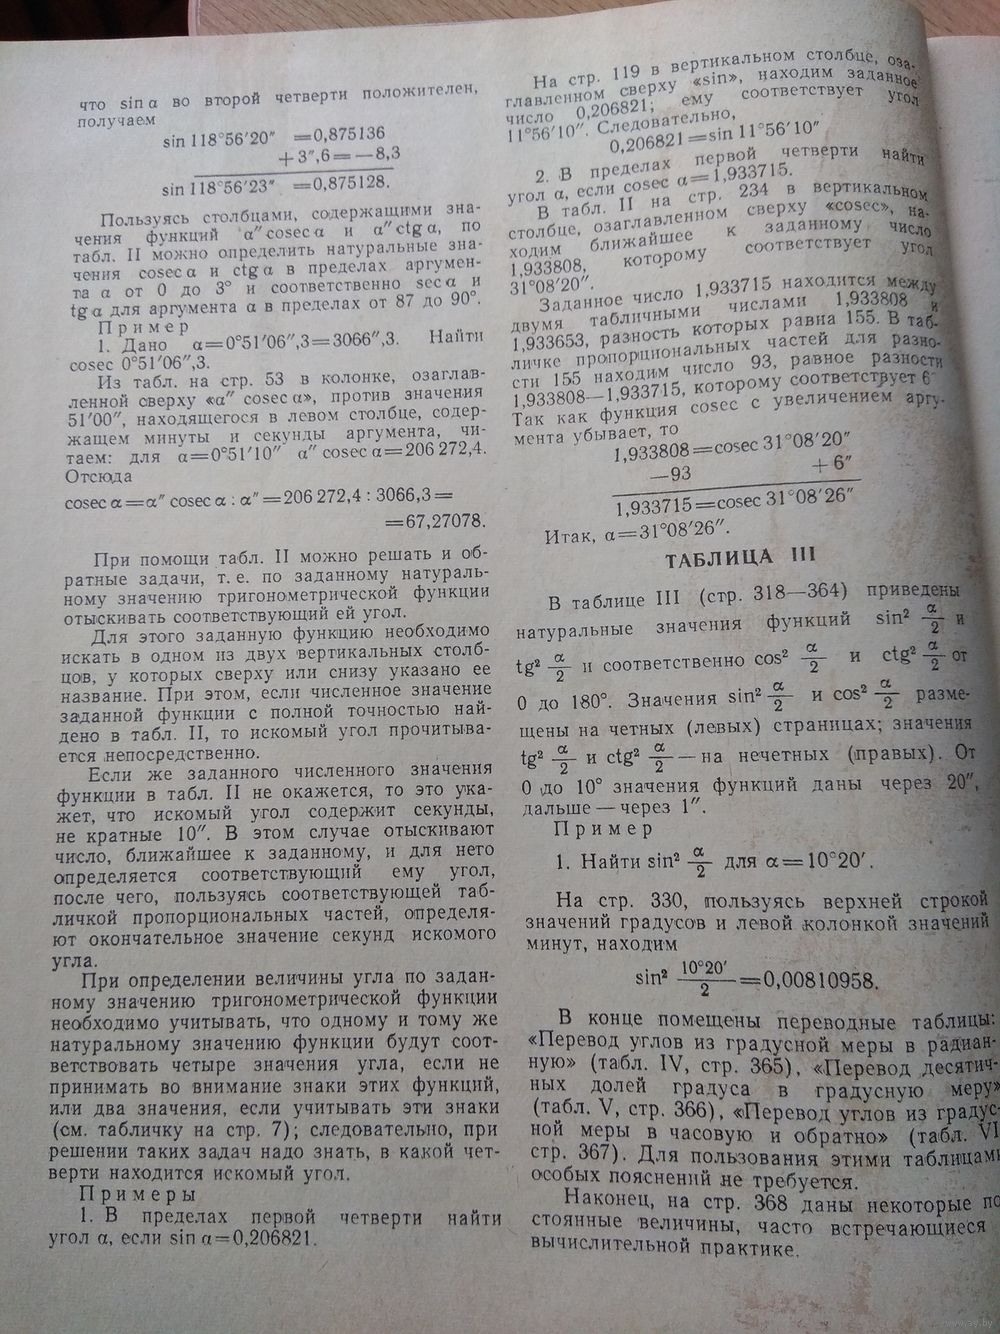 что sin α во второй четверти положителен,
получаем
sin 118°56′20″ =0,875136
+3″,6=—8,3
sin 118°56′23″ =0,875128.
Пользуясь столбцами, содержащими зна-
чения функций α″ cosec α и α″ ctg α, по
табл. II можно определить натуральные зна-
чения cosec α и ctg α в пределах аргумен-
та α от 0 до 3° и соответственно sec α и
tg α для аргумента α в пределах от 87 до 90°.
Пример
1. Дано α=0°51′06″,3=3066″,3. Найти
cosec 0°51′06″,3.
Из табл. на стр. 53 в колонке, озаглав-
ленной сверху «α″ cosec α», против значения
51′00″, находящегося в левом столбце, содер-
жащем минуты и секунды аргумента, чи-
таем: для α=0°51′10″ α″ cosec α=206 272,4.
Отсюда
cosec α=α″ cosec α : α″=206 272,4 : 3066,3=
=67,27078.
При помощи табл. II можно решать и об-
ратные задачи, т. е. по заданному натураль-
ному значению тригонометрической функции
отыскивать соответствующий ей угол.
Для этого заданную функцию необходимо
искать в одном из двух вертикальных столб-
цов, у которых сверху или снизу указано ее
название. При этом, если численное значение
заданной функции с полной точностью най-
дено в табл. II, то искомый угол прочитыва-
ется непосредственно.
Если же заданного численного значения
функции в табл. II не окажется, то это ука-
жет, что искомый угол содержит секунды,
не кратные 10″. В этом случае отыскивают
число, ближайшее к заданному, и для него
определяется соответствующий ему угол,
после чего, пользуясь соответствующей таб-
личкой пропорциональных частей, определя-
ют окончательное значение секунд искомого
угла.
При определении величины угла по задан-
ному значению тригонометрической функции
необходимо учитывать, что одному и тому же
натуральному значению функции будут соот-
ветствовать четыре значения угла, если не
принимать во внимание знаки этих функций,
или два значения, если учитывать эти знаки
(см. табличку на стр. 7); следовательно, при
решении таких задач надо знать, в какой чет-
верти находится искомый угол.
Примеры
1. В пределах первой четверти найти
угол α, если sin α=0,206821.
На стр. 119 в вертикальном столбце, оза-
главленном сверху «sin», находим заданное
число 0,206821; ему соответствует угол
11°56′10″. Следовательно,
0,206821=sin 11°56′10″
2. В пределах первой четверти найти
угол α, если cosec α=1,933715.
В табл. II на стр. 234 в вертикальном
столбце, озаглавленном сверху «cosec», на-
ходим ближайшее к заданному число
1,933808, которому соответствует угол
31°08′20″.
Заданное число 1,933715 находится между
двумя табличными числами 1,933808 и
1,933653, разность которых равна 155. В таб-
личке пропорциональных частей для разно-
сти 155 находим число 93, равное разности
1,933808—1,933715, которому соответствует 6″
Так как функция cosec с увеличением аргу-
мента убывает, то
1,933808=cosec 31°08′20″
—93 +6″
1,933715=cosec 31°08′26″
Итак, α=31°08′26″.
ТАБЛИЦА III
В таблице III (стр. 318—364) приведены
натуральные значения функций sin² α/2 и
tg² α/2 и соответственно cos² α/2 и ctg² α/2 от
0 до 180°. Значения sin² α/2 и cos² α/2 разме-
щены на четных (левых) страницах; значения
tg² α/2 и ctg² α/2 — на нечетных (правых). От
0 до 10° значения функций даны через 20″,
дальше — через 1″.
Пример
1. Найти sin² α/2 для α=10°20′.
На стр. 330, пользуясь верхней строкой
значений градусов и левой колонкой значений
минут, находим
sin² 10°20′/2 =0,00810958.
В конце помещены переводные таблицы:
«Перевод углов из градусной меры в радиан-
ную» (табл. IV, стр. 365), «Перевод десятич-
ных долей градуса в градусную меру»
(табл. V, стр. 366), «Перевод углов из градус-
ной меры в часовую и обратно» (табл. VI
стр. 367). Для пользования этими таблицами
особых пояснений не требуется.
Наконец, на стр. 368 даны некоторые по
стоянные величины, часто встречающиеся
вычислительной практике.
www.ay.by